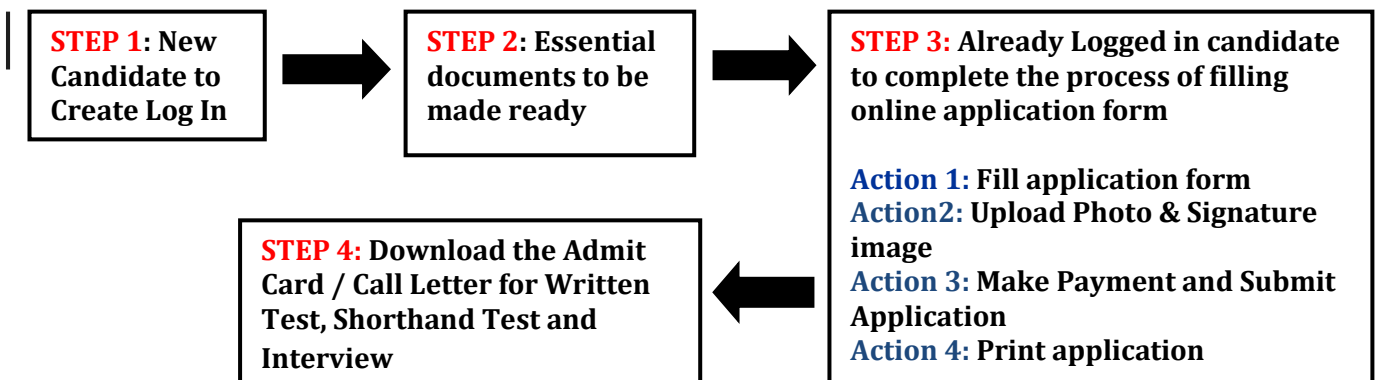 STEP 1: New
Candidate to
Create Log In
STEP 2: Essential
documents to be
made ready
STEP 3: Already Logged in candidate
to complete the process of filling
online application form
Action 1: Fill application form
Action2: Upload Photo & Signature
image
Action 3: Make Payment and Submit
Application
Action 4: Print application
STEP 4: Download the Admit
Card / Call Letter for Written
Test, Shorthand Test and
Interview